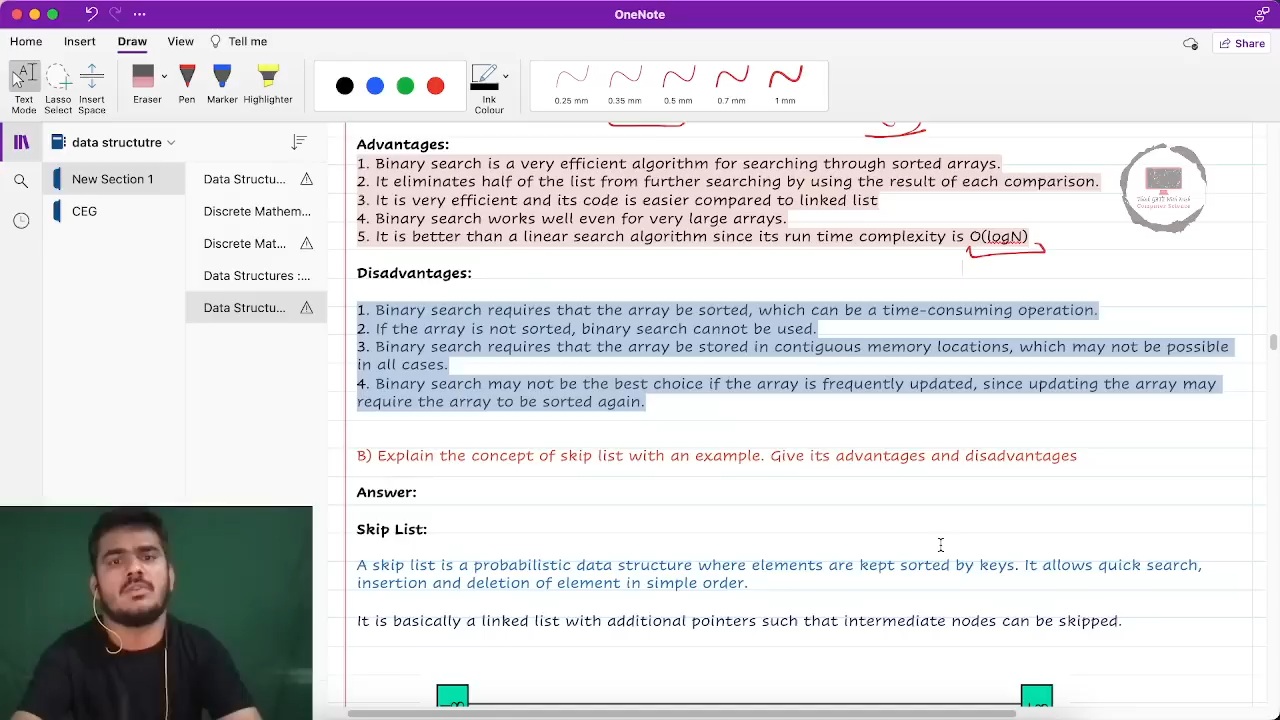 OneNote
Home Insert Draw View Tell me
Share
Text Mode
Lasso Select
Insert Space
Eraser
Pen
Marker
Highlighter
Ink Colour
0.25 mm 0.35 mm 0.5 mm 0.7 mm 1 mm
data structutre
New Section 1
CEG
Data Structu...
Discrete Mathem...
Discrete Mat...
Data Structures :...
Data Structu...
Advantages:
1. Binary search is a very efficient algorithm for searching through sorted arrays.
2. It eliminates half of the list from further searching by using the result of each comparison.
3. It is very efficient and its code is easier compared to linked list
4. Binary search works well even for very large arrays.
5. It is better than a linear search algorithm since its run time complexity is O(logN)
Disadvantages:
1. Binary search requires that the array be sorted, which can be a time-consuming operation.
2. If the array is not sorted, binary search cannot be used.
3. Binary search requires that the array be stored in contiguous memory locations, which may not be possible
in all cases.
4. Binary search may not be the best choice if the array is frequently updated, since updating the array may
require the array to be sorted again.
B) Explain the concept of skip list with an example. Give its advantages and disadvantages
Answer:
Skip List:
A skip list is a probabilistic data structure where elements are kept sorted by keys. It allows quick search,
insertion and deletion of element in simple order.
It is basically a linked list with additional pointers such that intermediate nodes can be skipped.
Computer Science